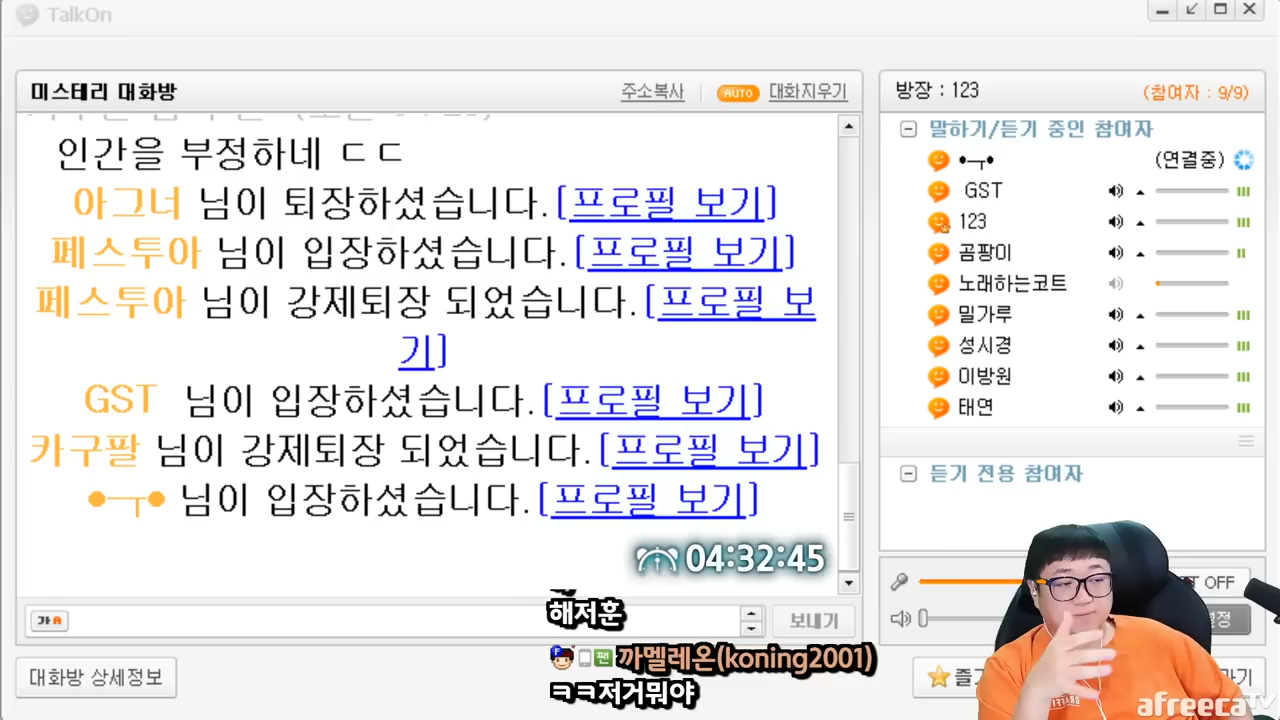 TalkOn
미스테리 대화방
주소복사
AUTO
대화지우기
인간을 부정하네 ㄷㄷ
아그너 님이 퇴장하셨습니다.[프로필 보기]
페스투아 님이 입장하셨습니다.[프로필 보기]
페스투아 님이 강제퇴장 되었습니다.[프로필 보
기]
GST 님이 입장하셨습니다.[프로필 보기]
카구팔 님이 강제퇴장 되었습니다.[프로필 보기]
●ㅜ● 님이 입장하셨습니다.[프로필 보기]
04:32:45
해저훈
팬 까멜레온(koning2001)
ㅋㅋ저거뭐야
가A
보내기
대화방 상세정보
방장 : 123
(참여자 : 9/9)
말하기/듣기 중인 참여자
•ㅜ• (연결중)
GST
123
곰팡이
노래하는코트
밀가루
성시경
이방원
태연
듣기 전용 참여자
OFF
afreecaTV